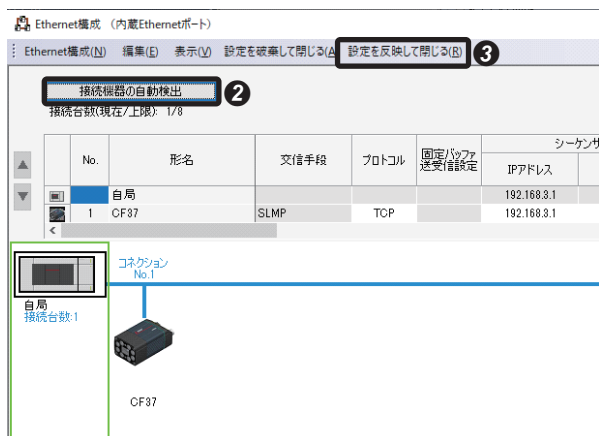 Ethernet構成 （内蔵Ethernetポート）
Ethernet構成(N) 編集(E) 表示(V) 設定を破棄して閉じる(A 設定を反映して閉じる(R) ❸
接続機器の自動検出 ❷
接続台数(現在/上限): 1/8
シーケンサ
No. 形名 交信手段 プロトコル 固定バッファ
送受信設定
IPアドレス
自局 192.168.3.1
1 CF37 SLMP TCP 192.168.3.1
コネクション
No.1
自局
接続台数:1
CF37